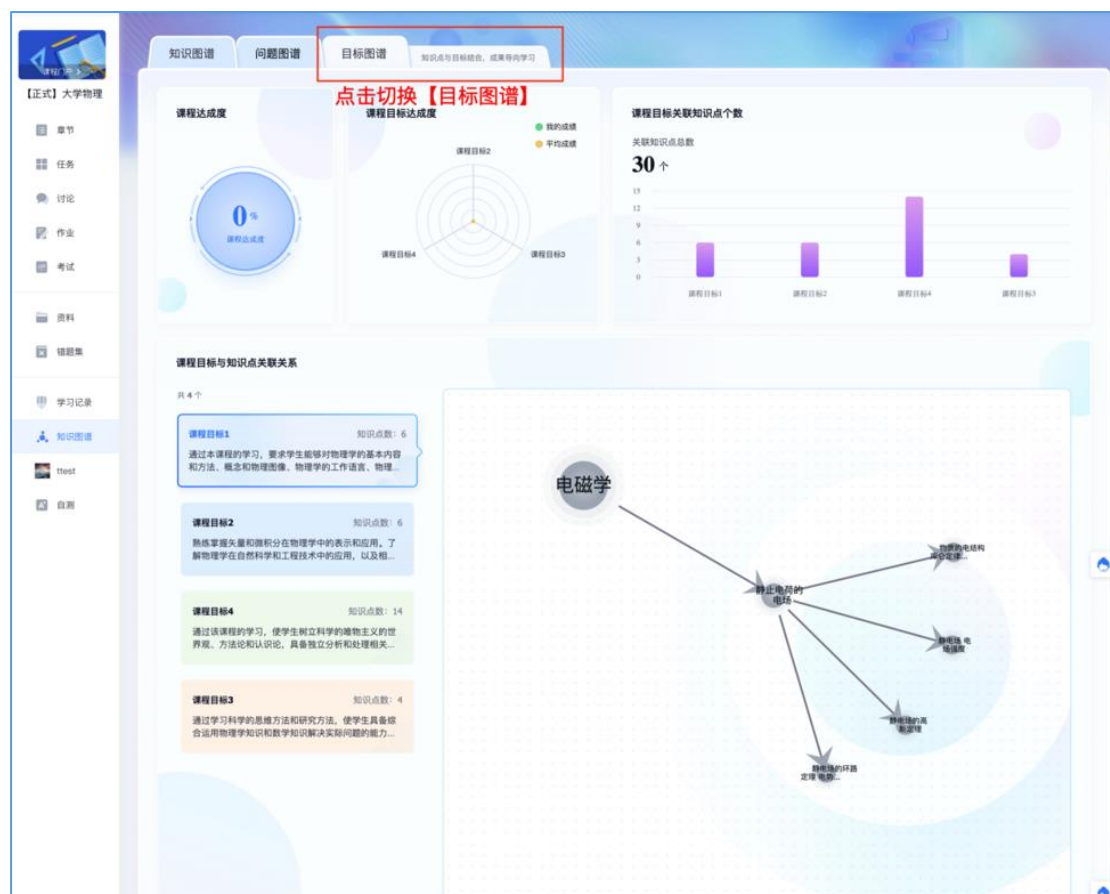 知识图谱
问题图谱
目标图谱
知识点与目标结合，成果导向学习
点击切换【目标图谱】
课程门户 >
【正式】大学物理
章节
任务
讨论
作业
考试
资料
错题集
学习记录
知识图谱
ttest
自测
课程达成度
0 %
课程达成度
课程目标达成度
我的成绩
平均成绩
课程目标2
课程目标4
课程目标3
课程目标关联知识点个数
关联知识点总数
30 个
15
12
9
6
3
0
课程目标1
课程目标2
课程目标4
课程目标3
课程目标与知识点关联关系
共 4 个
课程目标1
知识点数：6
通过本课程的学习，要求学生能够对物理学的基本内容
和方法、概念和物理图像、物理学的工作语言、物理...
课程目标2
知识点数：6
熟练掌握矢量和微积分在物理学中的表示和应用。了
解物理学在自然科学和工程技术中的应用，以及相...
课程目标4
知识点数：14
通过该课程的学习，使学生树立科学的唯物主义的世
界观、方法论和认识论，具备独立分析和处理相关...
课程目标3
知识点数：4
通过学习科学的思维方法和研究方法，使学生具备综
合运用物理学知识和数学知识解决实际问题的能力...
电磁学
静止电荷的
电场
物质的电结构
库仑定律...
静电场 电
场强度
静电场的高
斯定理
静电场的环路
定理 电势...